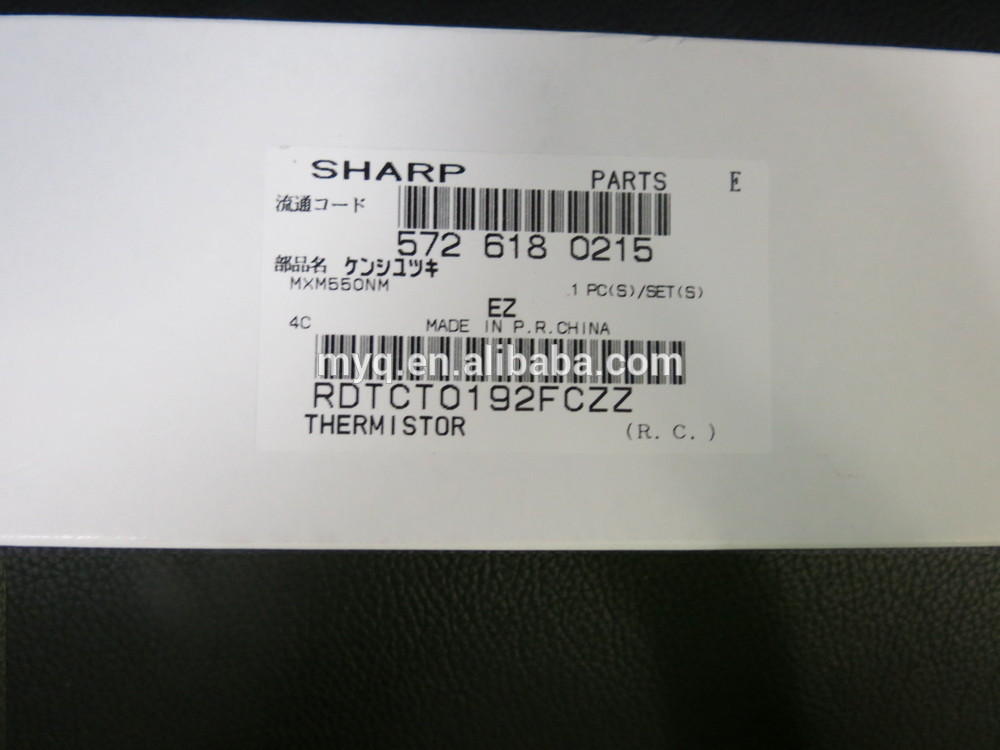 SHARP PARTS E
流通コード
572 618 0215
部品名 ケンシユツキ
MXM550NM 1 PC(S)/SET(S)
EZ
4C MADE IN P.R.CHINA
myq.en.alibaba.com
RDTCT0192FCZZ
THERMISTOR (R. C. )